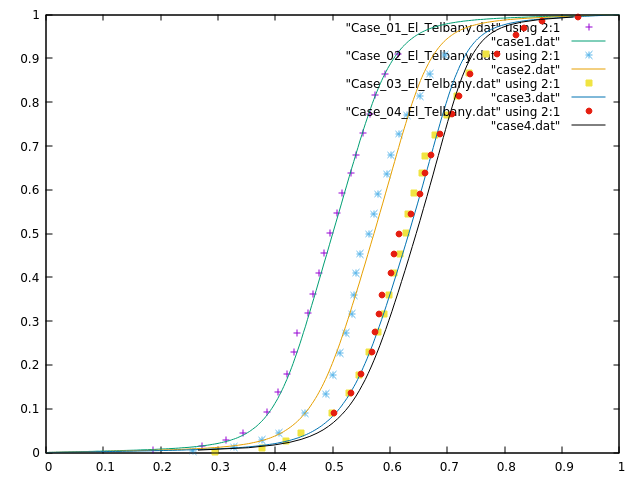 1
"Case_01_El_Telbany.dat" using 2:1
"case1.dat"
0.9
"Case_02_El_Telbany.dat" using 2:1
"case2.dat"
"Case_03_El_Telbany.dat" using 2:1
0.8
"case3.dat"
"Case_04_El_Telbany.dat" using 2:1
"case4.dat"
0.7
0.6
0.5
0.4
0.3
0.2
0.1
0
0 0.1 0.2 0.3 0.4 0.5 0.6 0.7 0.8 0.9 1